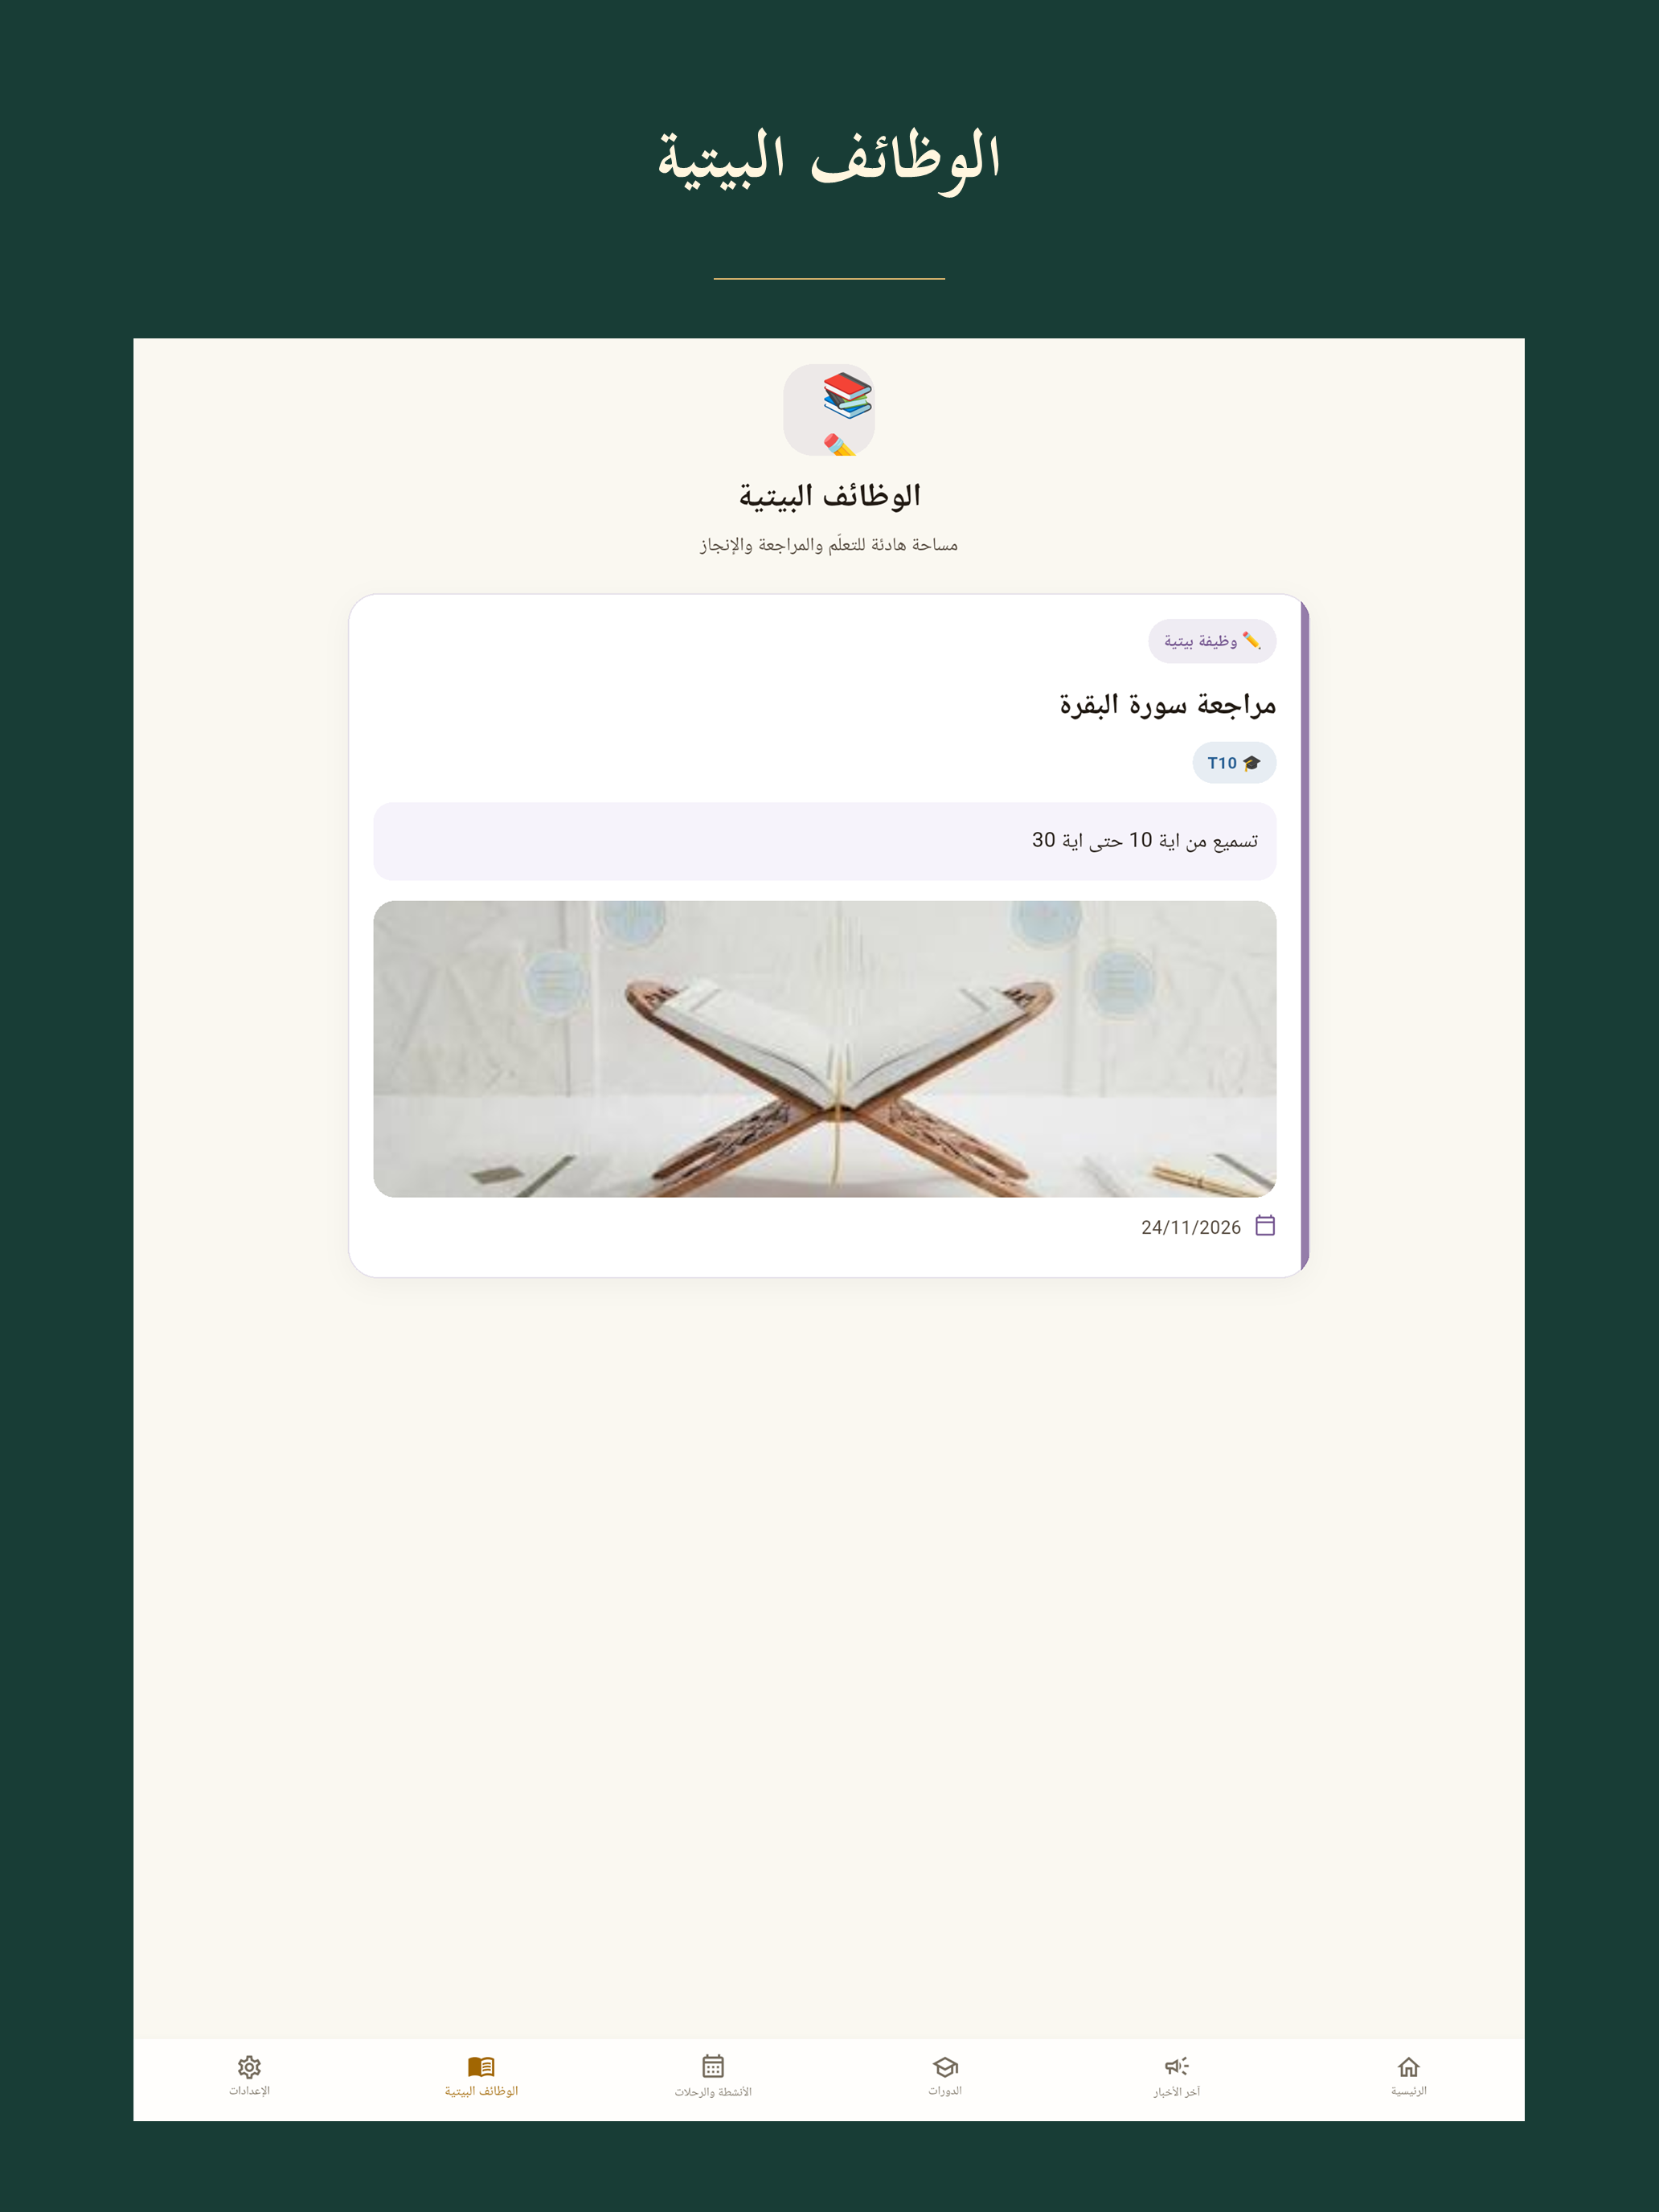 الوظائف البيتية
الوظائف البيتية
مساحة هادئة للتعلّم والمراجعة والإنجاز
✏️ وظيفة بيتية
مراجعة سورة البقرة
🎓 T10
تسميع من اية 10 حتى اية 30
24/11/2026
الرئيسية
آخر الأخبار
الدورات
الأنشطة والرحلات
الوظائف البيتية
الإعدادات